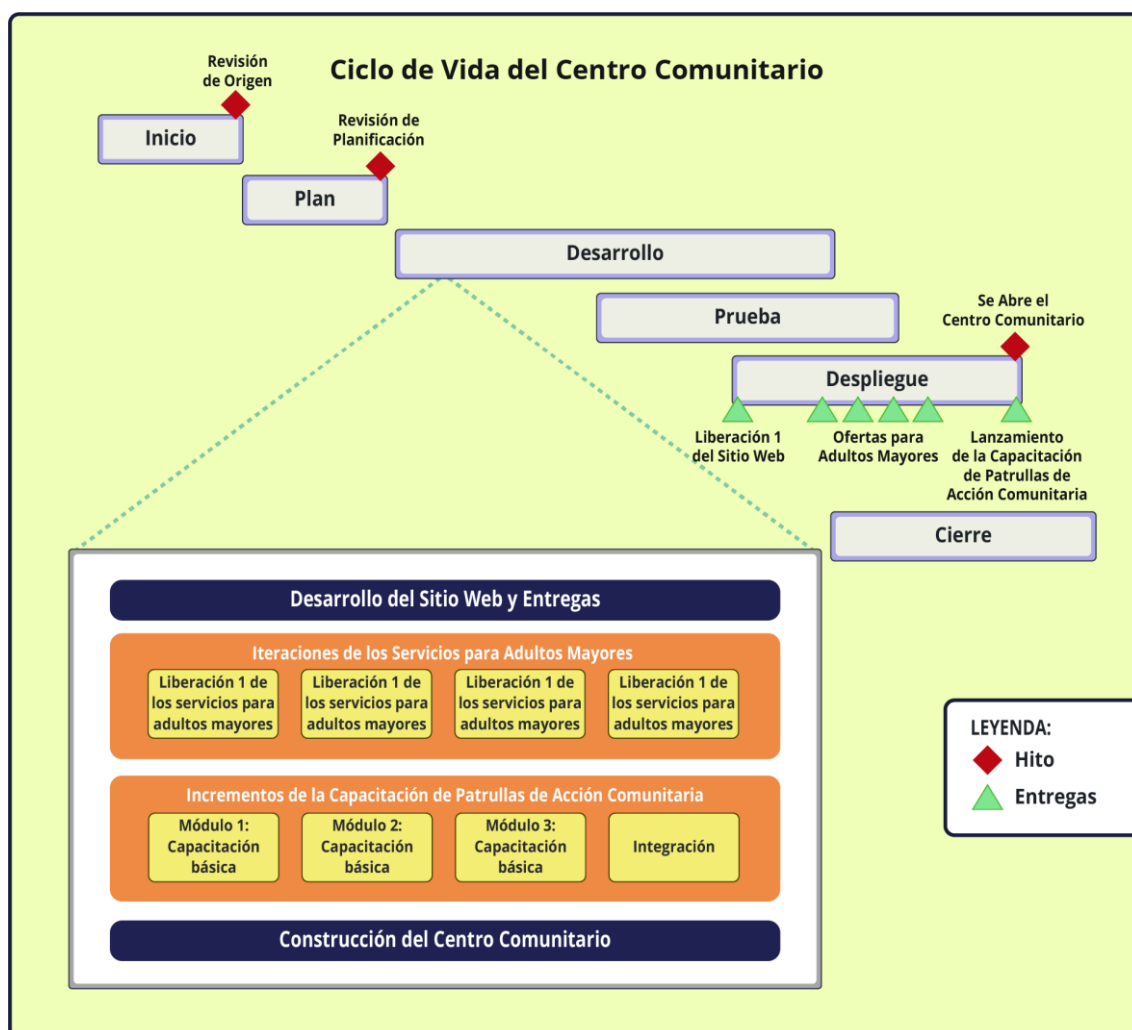 Ciclo de Vida del Centro Comunitario
Revisión
de Origen
Inicio
Revisión de
Planificación
Plan
Desarrollo
Prueba
Se Abre el
Centro Comunitario
Despliegue
Liberación 1
del Sitio Web
Ofertas para
Adultos Mayores
Lanzamiento
de la Capacitación
de Patrullas de
Acción Comunitaria
Cierre
Desarrollo del Sitio Web y Entregas
Iteraciones de los Servicios para Adultos Mayores
Liberación 1 de
los servicios para
adultos mayores
Liberación 1 de
los servicios para
adultos mayores
Liberación 1 de
los servicios para
adultos mayores
Liberación 1 de
los servicios para
adultos mayores
Incrementos de la Capacitación de Patrullas de Acción Comunitaria
Módulo 1:
Capacitación
básica
Módulo 2:
Capacitación
básica
Módulo 3:
Capacitación
básica
Integración
Construcción del Centro Comunitario
LEYENDA:
Hito
Entregas